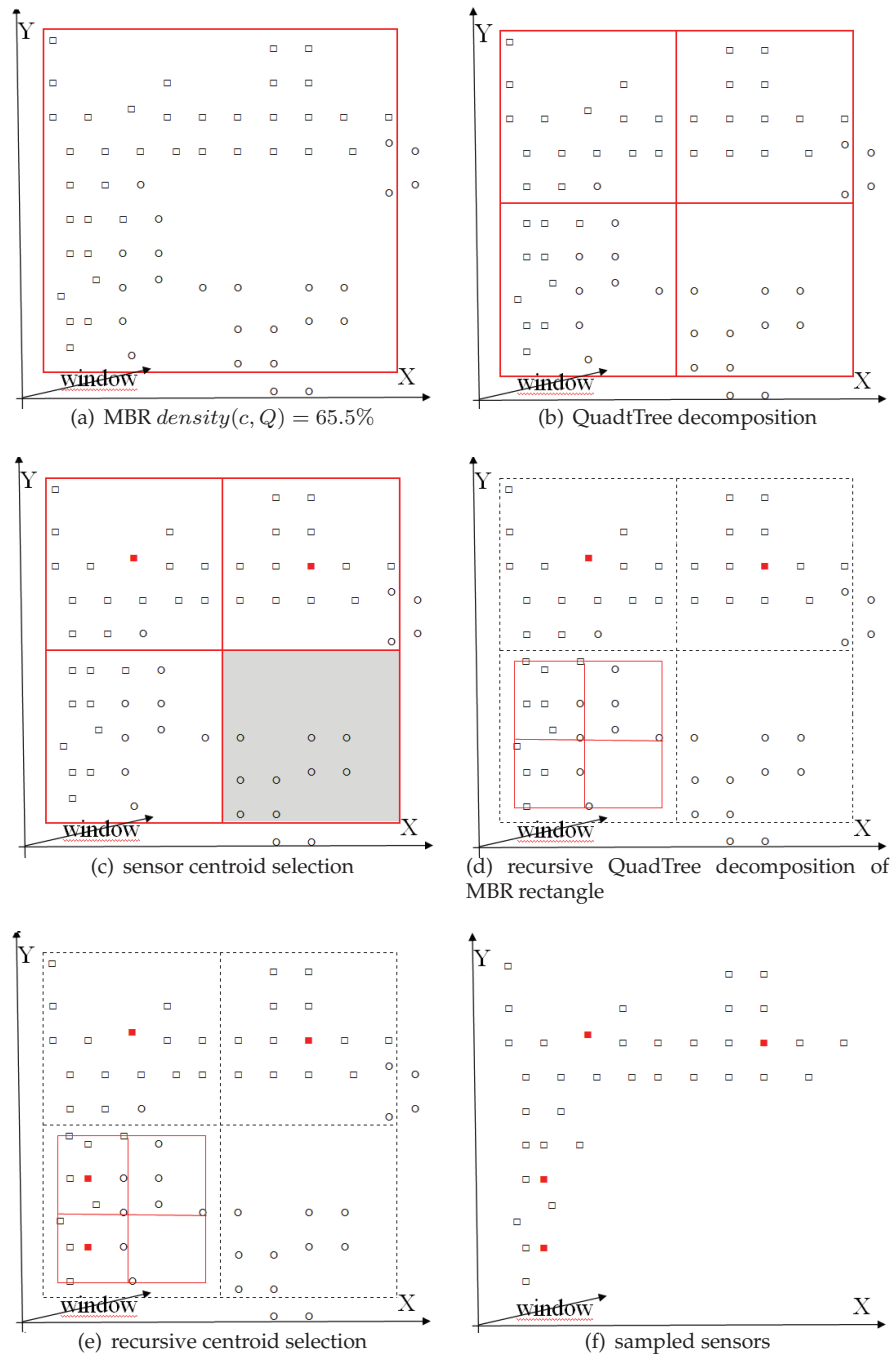 Y
Y
window
X
window
X
(a) MBR density(c, Q) = 65.5%
(b) QuadtTree decomposition
Y
Y
window
X
window
X
(c) sensor centroid selection
(d) recursive QuadTree decomposition of
MBR rectangle
Y
Y
window
X
window
X
(e) recursive centroid selection
(f) sampled sensors